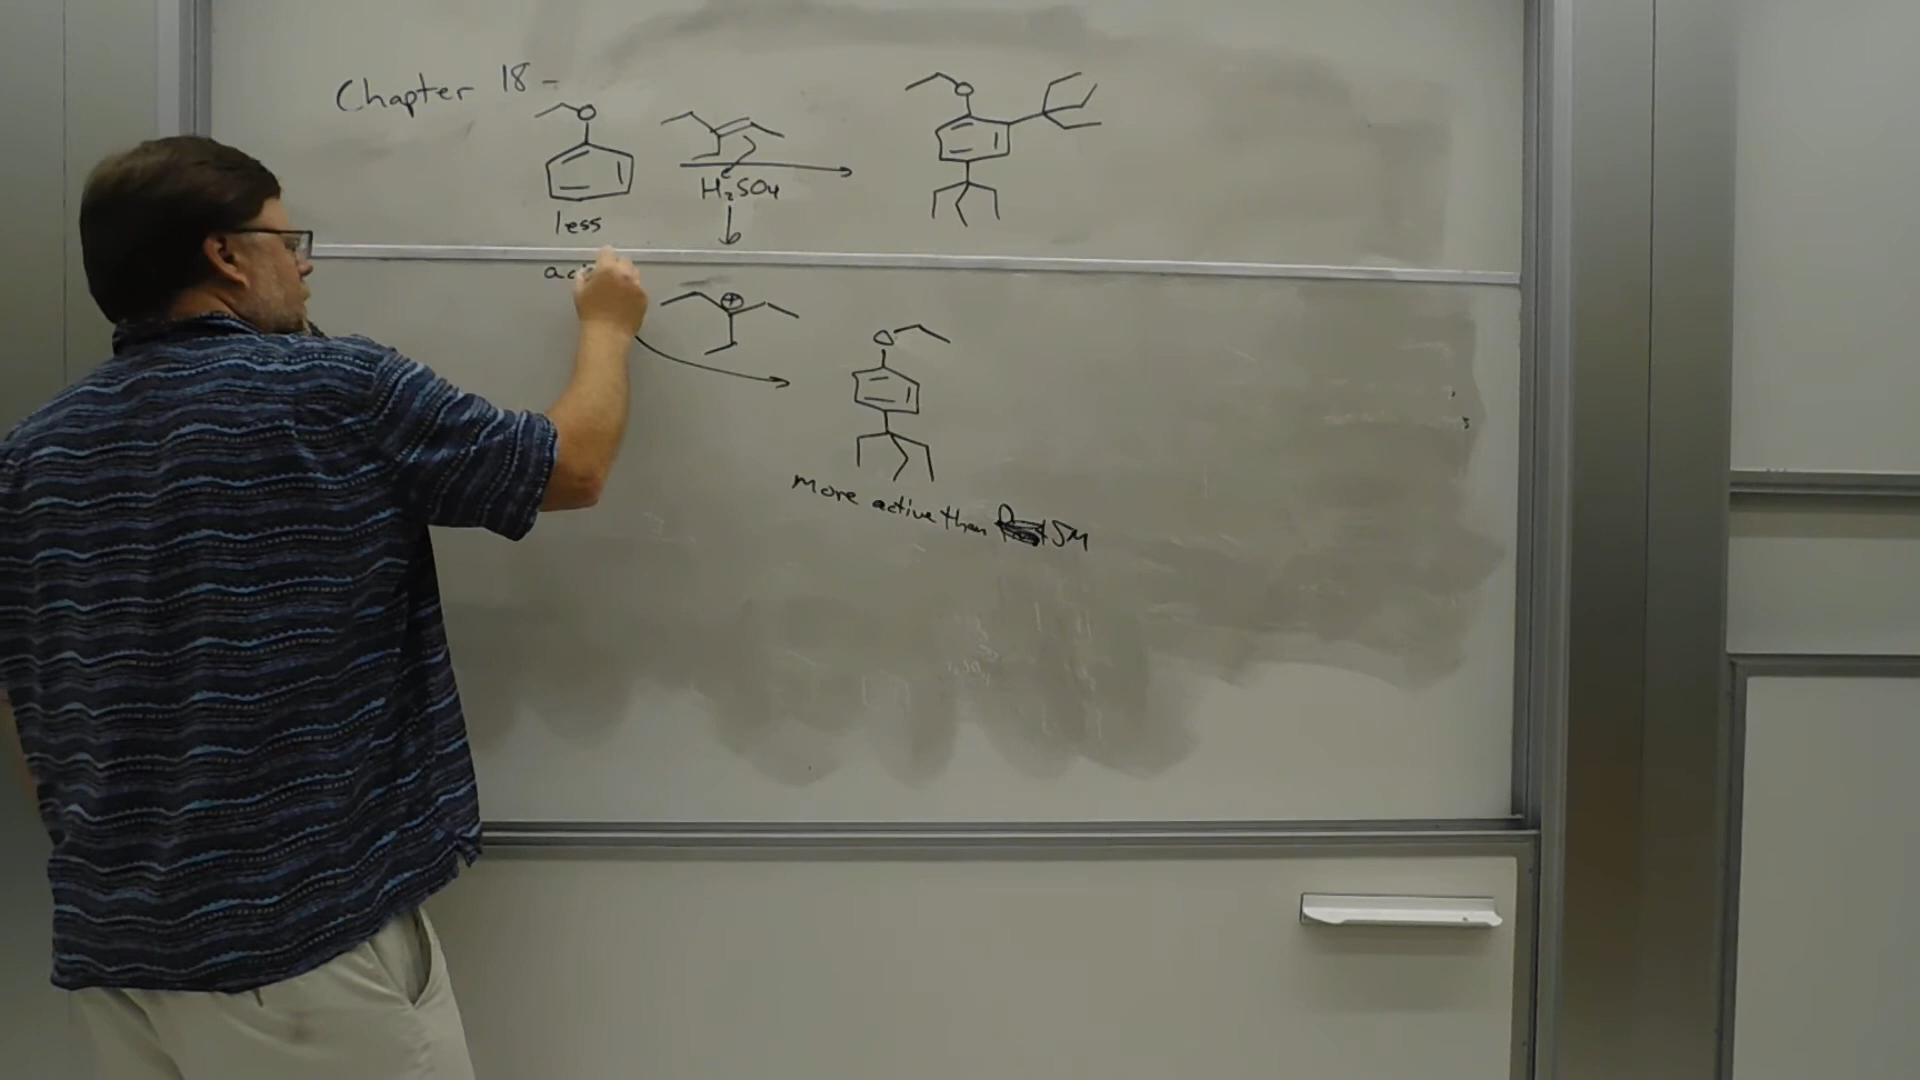 Chapter 18 -
O
O
H₂SO₄
less
⊕
O
more active than SM